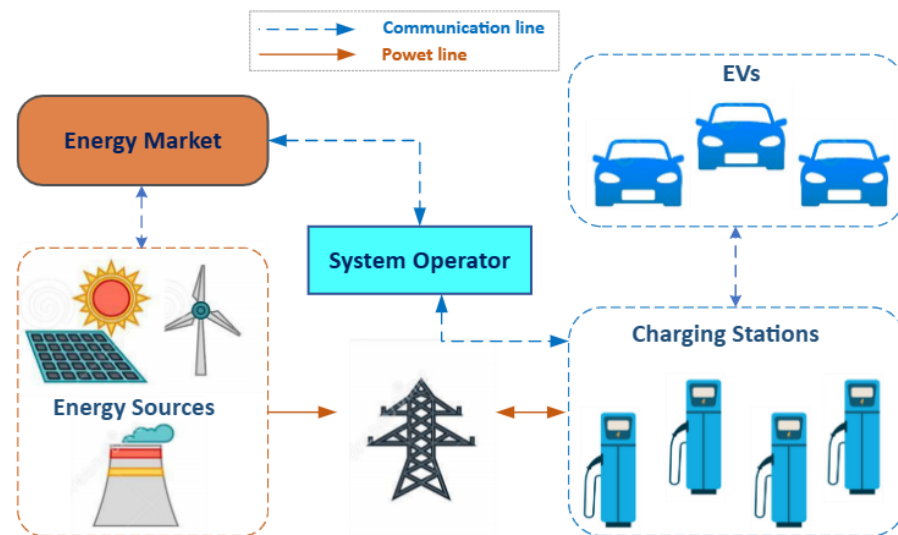 Communication line
Powet line
EVs
Energy Market
System Operator
Charging Stations
Energy Sources